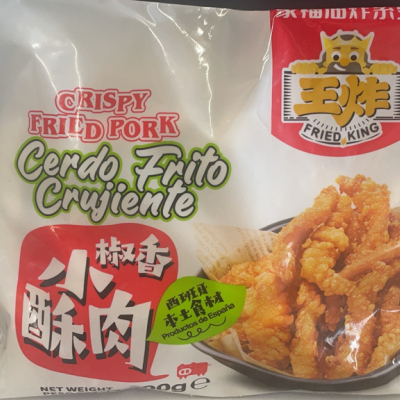 CRISPY
FRIED PORK
Cerdo Frito
Crujiente
王炸
FRIED KING
椒香
小酥肉
西班牙
本土食材
Productos de España
NET WEIGHT